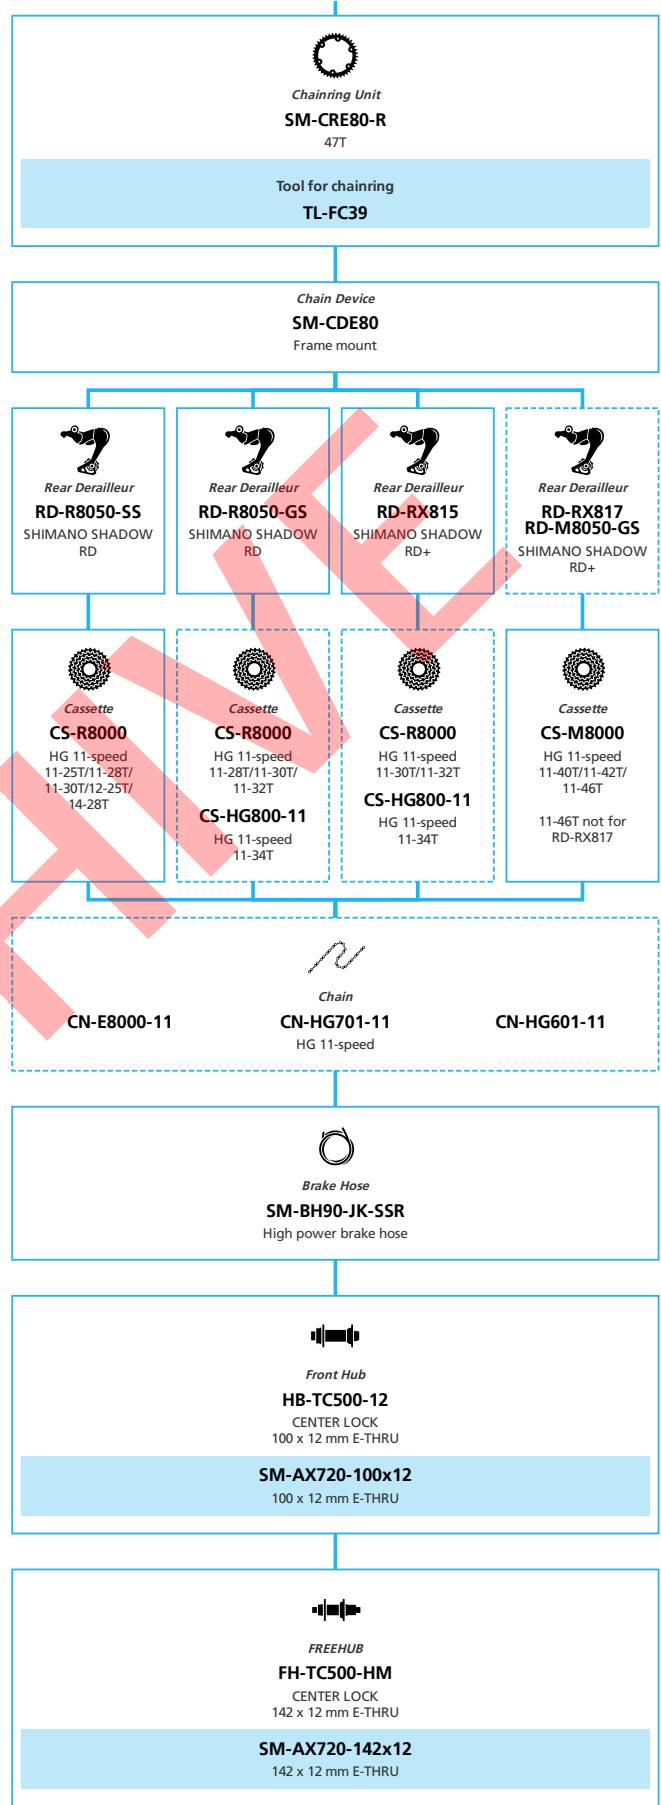 Chainring Unit
SM-CRE80-R
47T
Tool for chainring
TL-FC39
Chain Device
SM-CDE80
Frame mount
Rear Derailleur
RD-R8050-SS
SHIMANO SHADOW
RD
Rear Derailleur
RD-R8050-GS
SHIMANO SHADOW
RD
Rear Derailleur
RD-RX815
SHIMANO SHADOW
RD+
Rear Derailleur
RD-RX817
RD-M8050-GS
SHIMANO SHADOW
RD+
Cassette
CS-R8000
HG 11-speed
11-25T/11-28T/
11-30T/12-25T/
14-28T
Cassette
CS-R8000
HG 11-speed
11-28T/11-30T/
11-32T
CS-HG800-11
HG 11-speed
11-34T
Cassette
CS-R8000
HG 11-speed
11-30T/11-32T
CS-HG800-11
HG 11-speed
11-34T
Cassette
CS-M8000
HG 11-speed
11-40T/11-42T/
11-46T
11-46T not for
RD-RX817
Chain
CN-E8000-11
CN-HG701-11
HG 11-speed
CN-HG601-11
Brake Hose
SM-BH90-JK-SSR
High power brake hose
Front Hub
HB-TC500-12
CENTER LOCK
100 x 12 mm E-THRU
SM-AX720-100x12
100 x 12 mm E-THRU
FREEHUB
FH-TC500-HM
CENTER LOCK
142 x 12 mm E-THRU
SM-AX720-142x12
142 x 12 mm E-THRU
HIVE